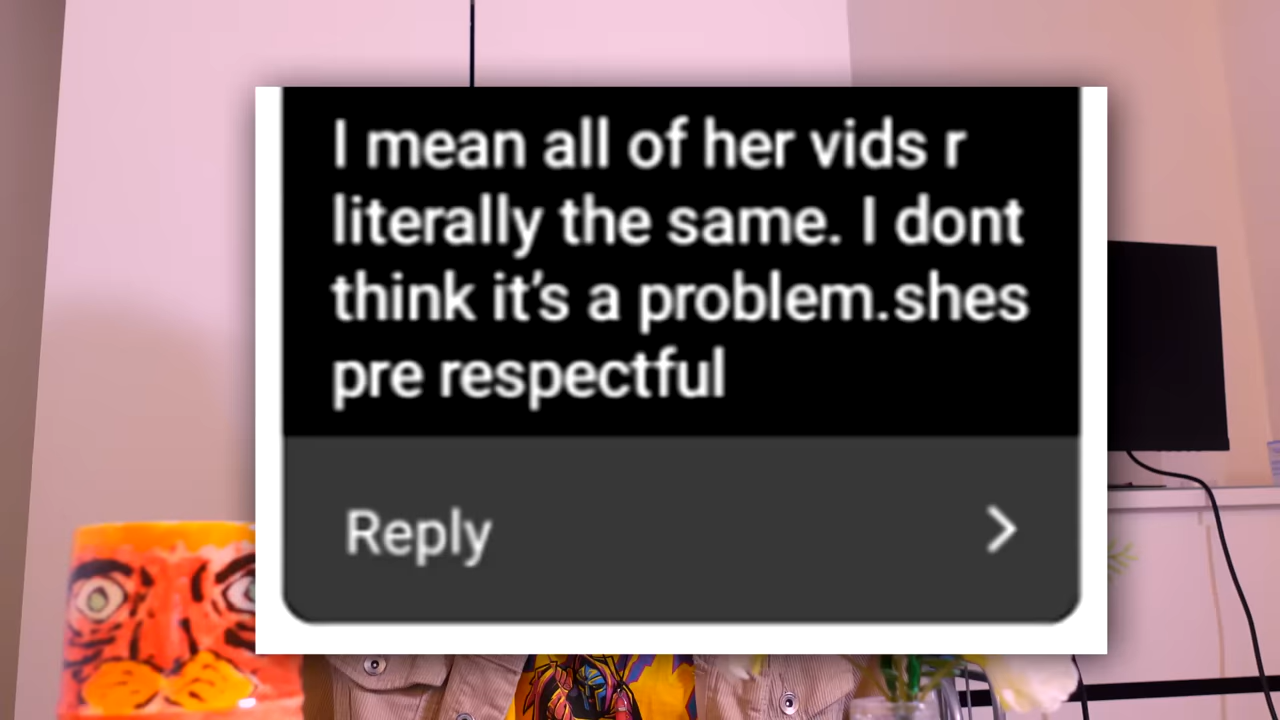 I mean all of her vids r
literally the same. I dont
think it's a problem.shes
pre respectful
Reply